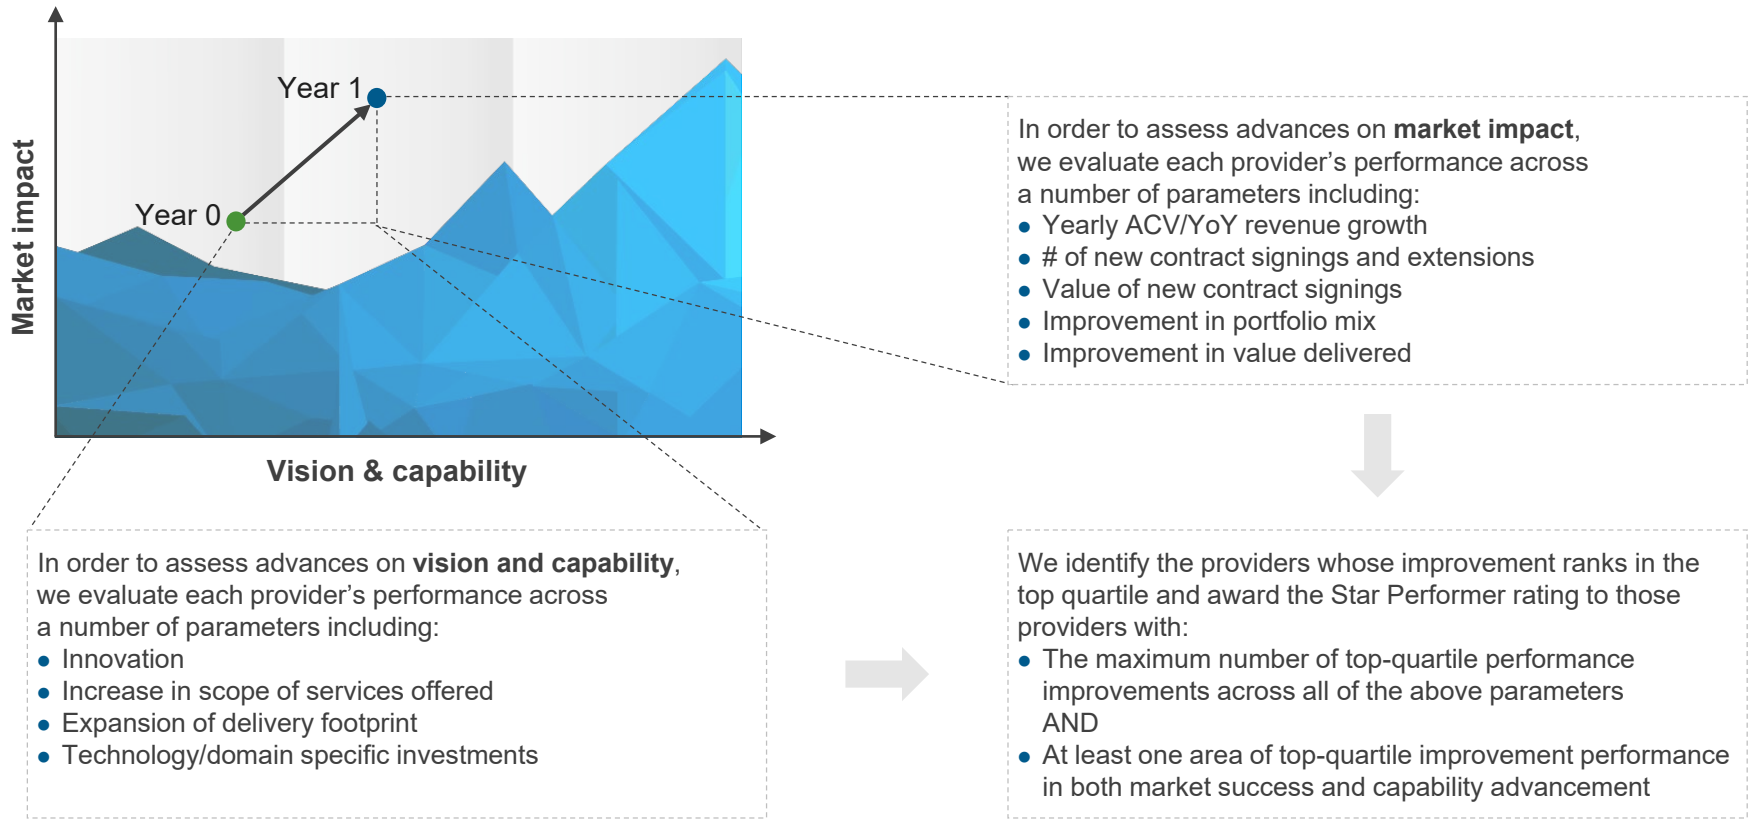 Year 1
Year 0
Market impact
Vision & capability
In order to assess advances on market impact,
we evaluate each provider’s performance across
a number of parameters including:
● Yearly ACV/YoY revenue growth
● # of new contract signings and extensions
● Value of new contract signings
● Improvement in portfolio mix
● Improvement in value delivered
In order to assess advances on vision and capability,
we evaluate each provider’s performance across
a number of parameters including:
● Innovation
● Increase in scope of services offered
● Expansion of delivery footprint
● Technology/domain specific investments
We identify the providers whose improvement ranks in the
top quartile and award the Star Performer rating to those
providers with:
● The maximum number of top-quartile performance
improvements across all of the above parameters
AND
● At least one area of top-quartile improvement performance
in both market success and capability advancement